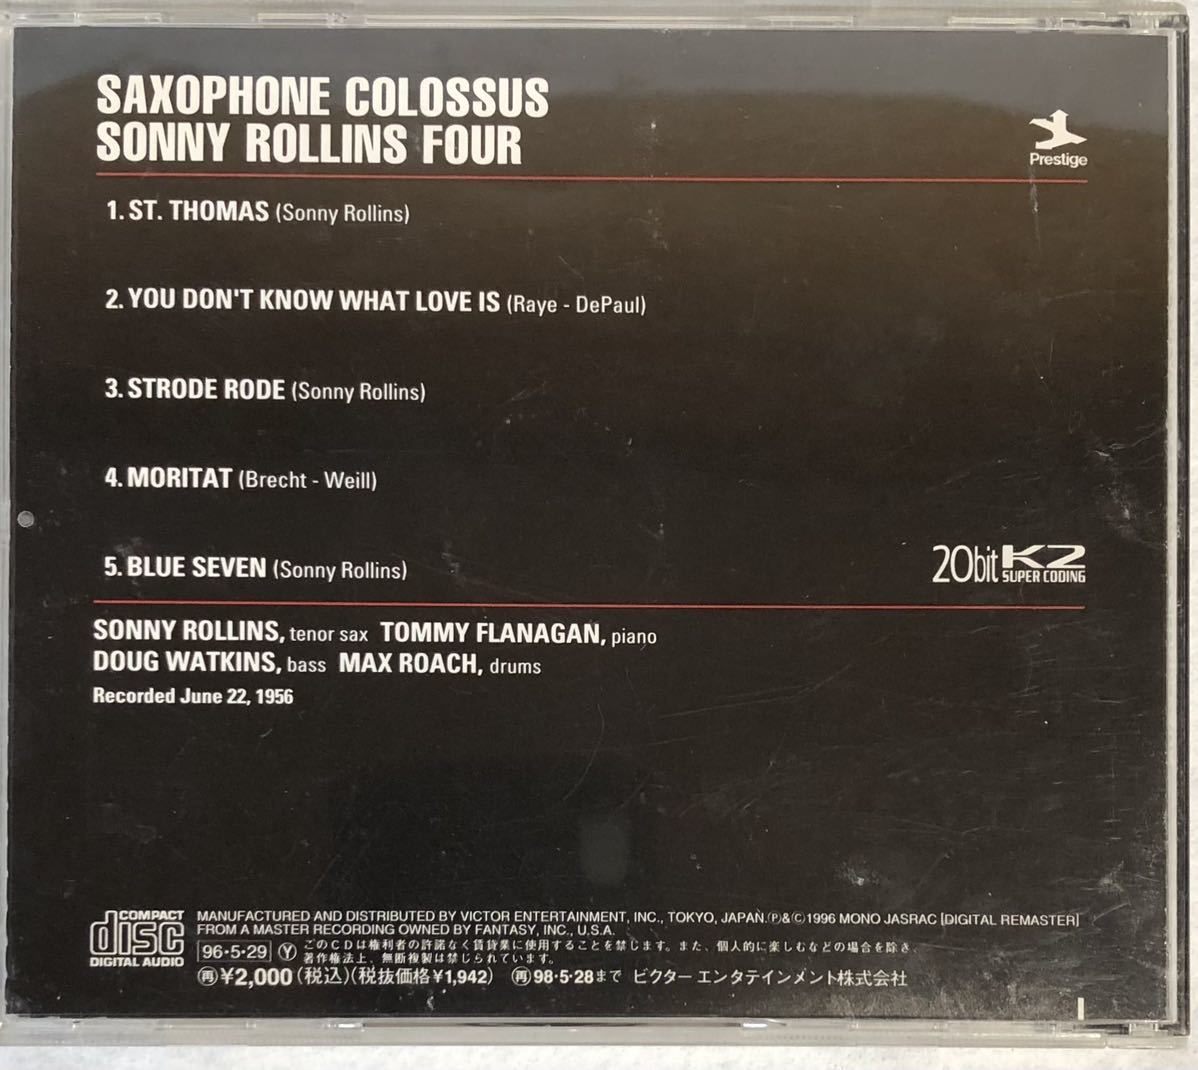 SAXOPHONE COLOSSUS
SONNY ROLLINS FOUR
Prestige
1. ST. THOMAS (Sonny Rollins)
2. YOU DON'T KNOW WHAT LOVE IS (Raye - DePaul)
3. STRODE RODE (Sonny Rollins)
4. MORITAT (Brecht - Weill)
5. BLUE SEVEN (Sonny Rollins)
20bit K2
SUPER CODING
SONNY ROLLINS, tenor sax TOMMY FLANAGAN, piano
DOUG WATKINS, bass MAX ROACH, drums
Recorded June 22, 1956
COMPACT
disc
DIGITAL AUDIO
MANUFACTURED AND DISTRIBUTED BY VICTOR ENTERTAINMENT, INC., TOKYO, JAPAN.Ⓟ&Ⓒ1996 MONO JASRAC [DIGITAL REMASTER]
FROM A MASTER RECORDING OWNED BY FANTASY, INC., U.S.A.
96・5・29 Ⓨ このCDは権利者の許諾なく賃貸業に使用することを禁じます。また、個人的に楽しむなどの場合を除き、
著作権法上、無断複製は禁じられています。
㊢¥2,000(税込)(税抜価格¥1,942) ㊢98・5・28まで ビクター エンタテインメント株式会社